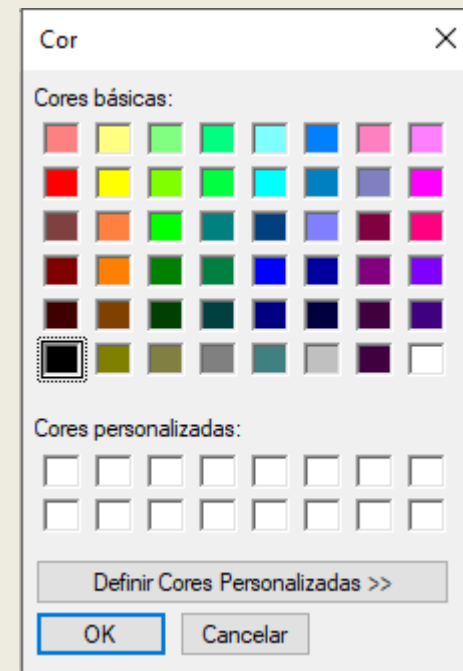 Cor
Cores básicas:
Cores personalizadas:
Definir Cores Personalizadas >>
OK
Cancelar